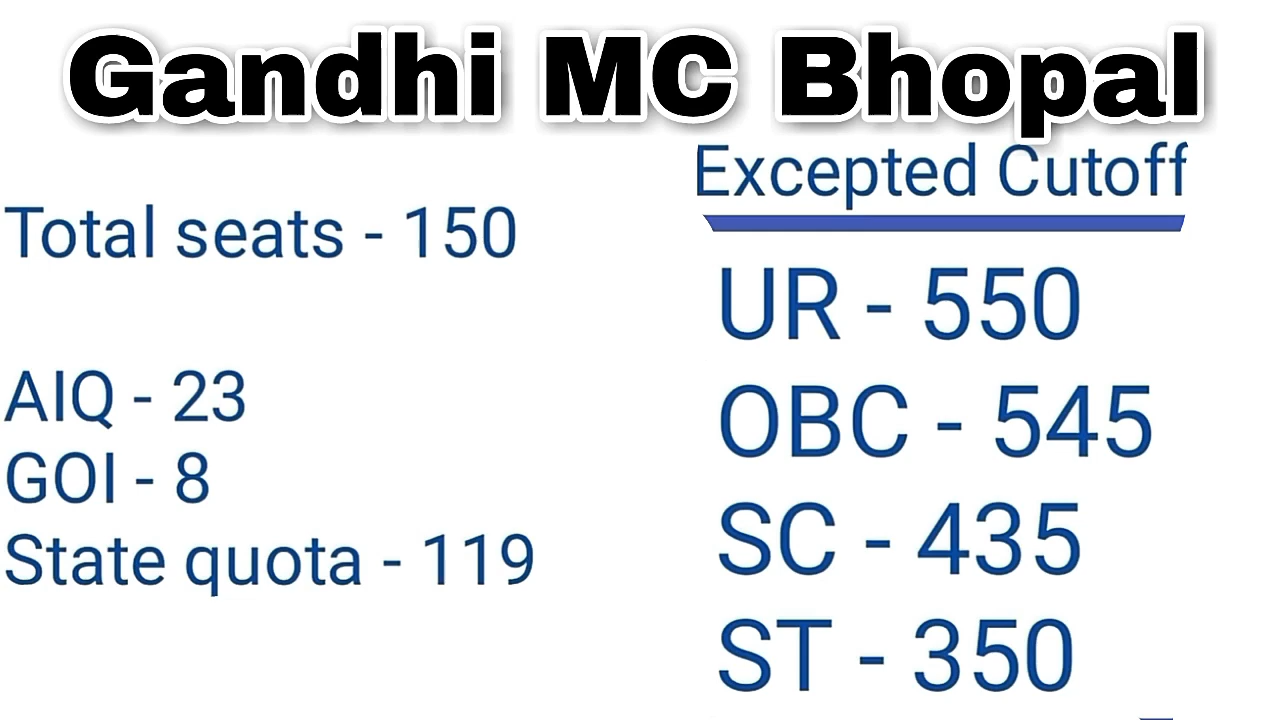 Gandhi MC Bhopal
Total seats - 150
AIQ - 23
GOI - 8
State quota - 119
Excepted Cutoff
UR - 550
OBC - 545
SC - 435
ST - 350